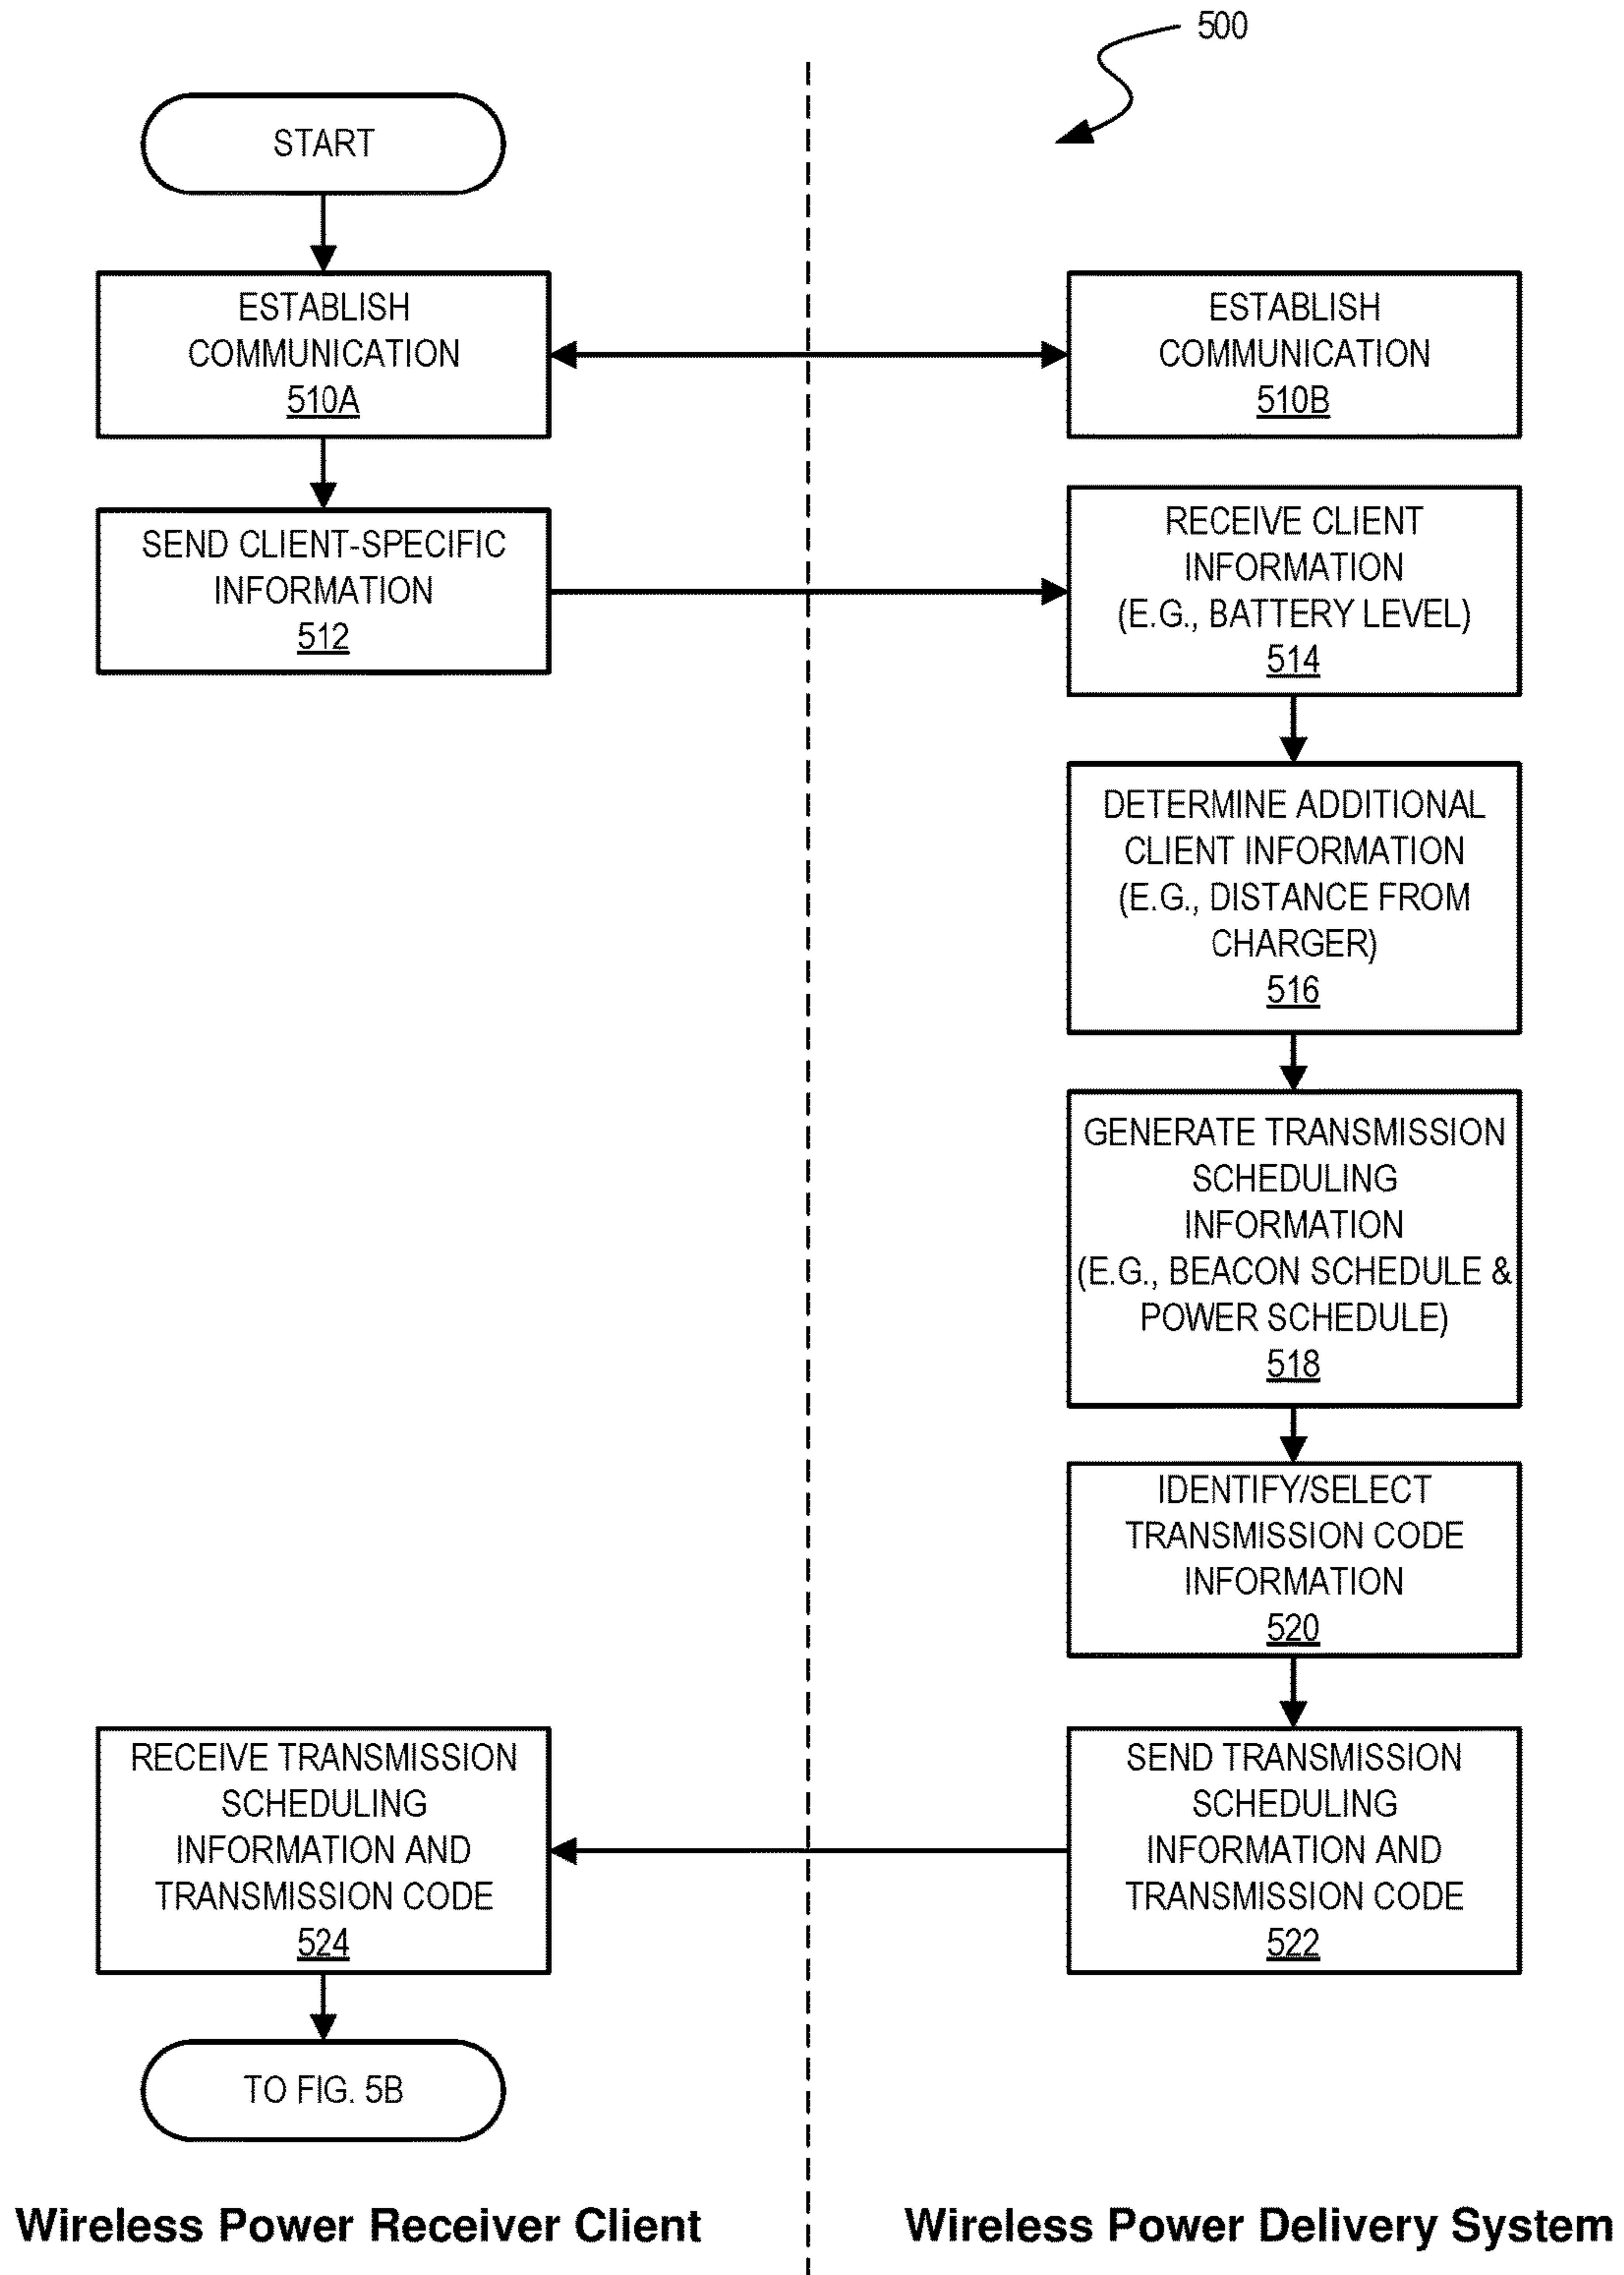 500
START
ESTABLISH
COMMUNICATION
510A
ESTABLISH
COMMUNICATION
510B
SEND CLIENT-SPECIFIC
INFORMATION
512
RECEIVE CLIENT
INFORMATION
(E.G., BATTERY LEVEL)
514
DETERMINE ADDITIONAL
CLIENT INFORMATION
(E.G., DISTANCE FROM
CHARGER)
516
GENERATE TRANSMISSION
SCHEDULING
INFORMATION
(E.G., BEACON SCHEDULE &
POWER SCHEDULE)
518
IDENTIFY/SELECT
TRANSMISSION CODE
INFORMATION
520
SEND TRANSMISSION
SCHEDULING
INFORMATION AND
TRANSMISSION CODE
522
RECEIVE TRANSMISSION
SCHEDULING
INFORMATION AND
TRANSMISSION CODE
524
TO FIG. 5B
Wireless Power Receiver Client
Wireless Power Delivery System